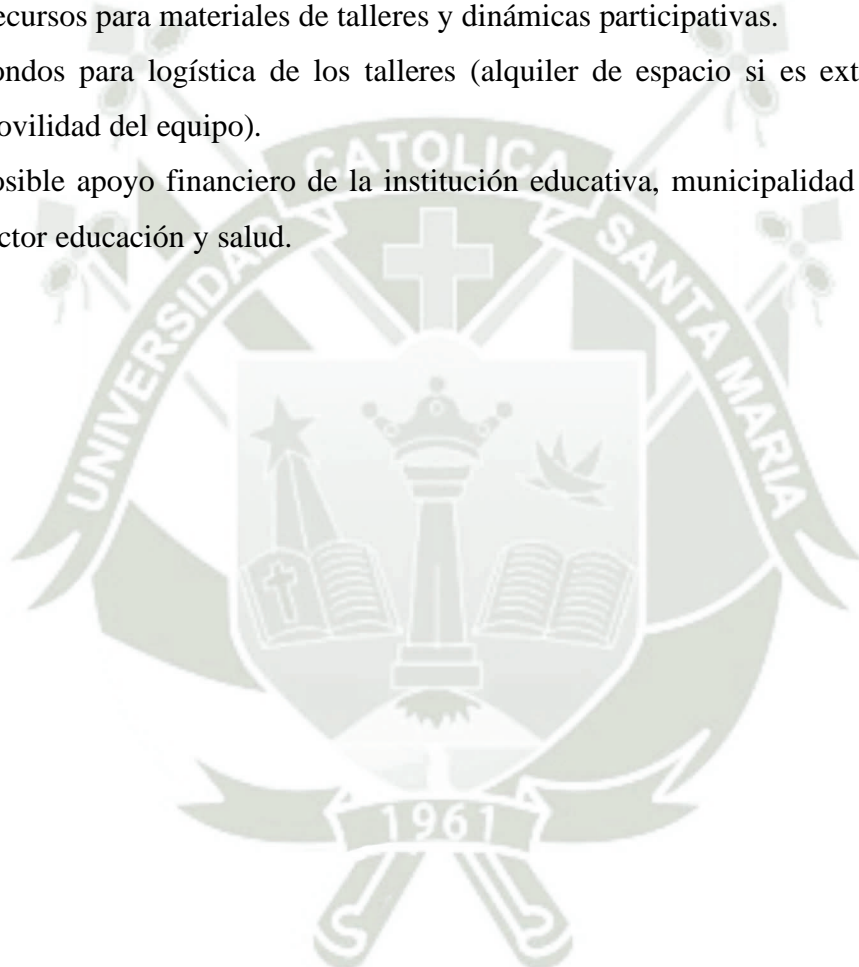 ecursos para materiales de talleres y dinámicas participativas.
ondos para logística de los talleres (alquiler de espacio si es ext
ovilidad del equipo).
osible apoyo financiero de la institución educativa, municipalidad
ctor educación y salud.
UNIVERSIDAD CATOLICA SANTA MARIA
1961